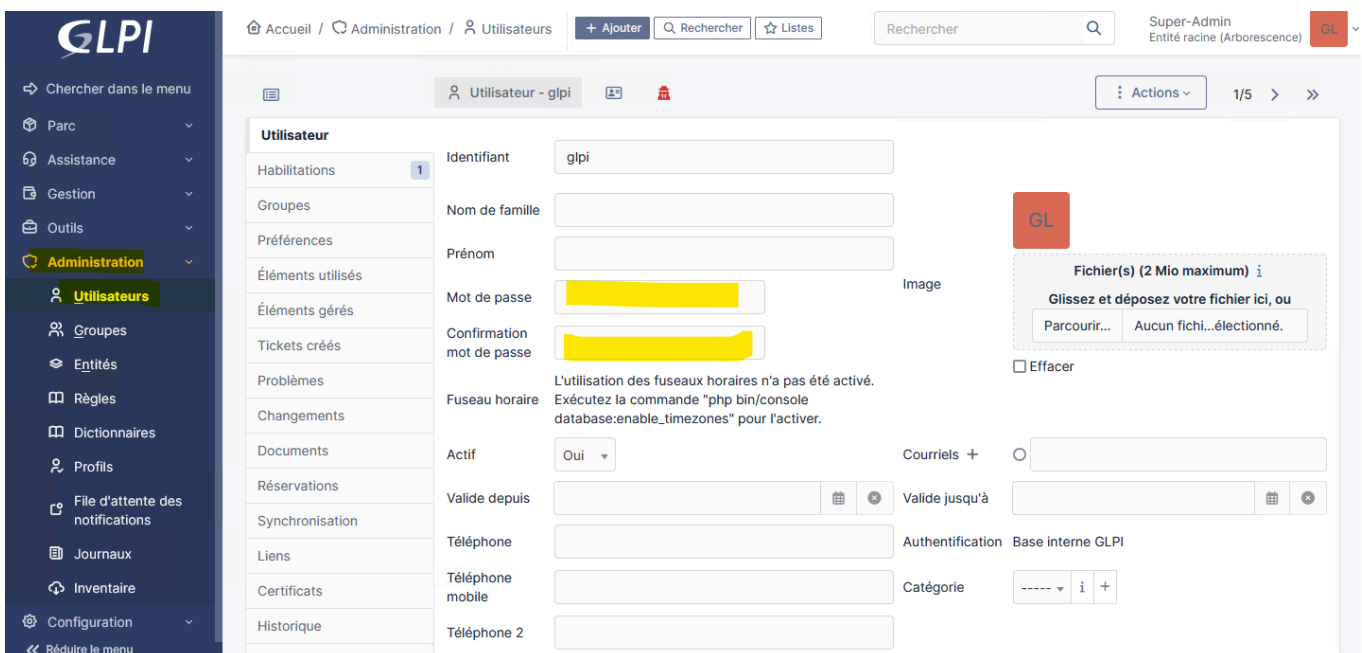 GLPI
Accueil / Administration / Utilisateurs
+ Ajouter
Rechercher
Listes
Rechercher
Super-Admin
Entité racine (Arborescence)
GL
Chercher dans le menu
Parc
Assistance
Gestion
Outils
Administration
Utilisateurs
Groupes
Entités
Règles
Dictionnaires
Profils
File d'attente des
notifications
Journaux
Inventaire
Configuration
Réduire le menu
Utilisateur - glpi
Actions
1/5
Utilisateur
Habilitations 1
Groupes
Préférences
Éléments utilisés
Éléments gérés
Tickets créés
Problèmes
Changements
Documents
Réservations
Synchronisation
Liens
Certificats
Historique
Identifiant
glpi
Nom de famille
Prénom
Mot de passe
Confirmation
mot de passe
Fuseau horaire
L'utilisation des fuseaux horaires n'a pas été activé.
Exécutez la commande "php bin/console
database:enable_timezones" pour l'activer.
Actif
Oui
Valide depuis
Téléphone
Téléphone
mobile
Téléphone 2
Image
GL
Fichier(s) (2 Mio maximum) i
Glissez et déposez votre fichier ici, ou
Parcourir... Aucun fichi...électionné.
Effacer
Courriels +
Valide jusqu'à
Authentification Base interne GLPI
Catégorie
----- i +